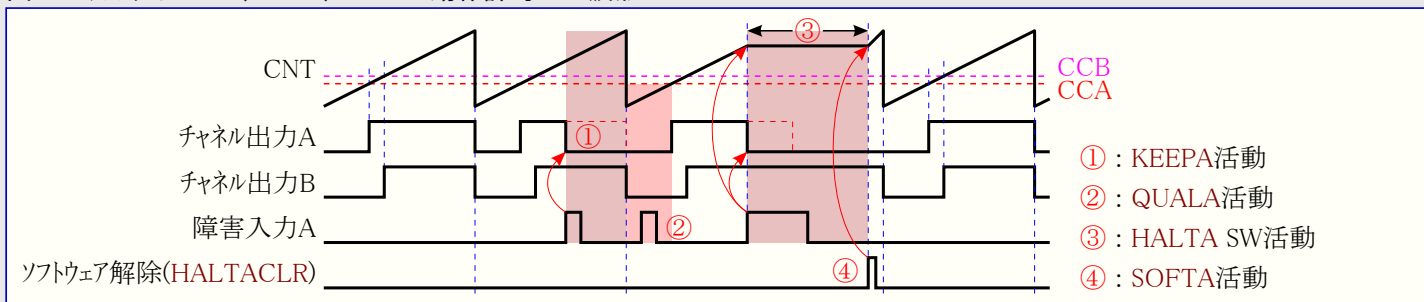 ③
CNT
CCB
CCA
チャネル出力A
①
①：KEEPA活動
チャネル出力B
②：QUALA活動
障害入力A
②
③：HALTA SW活動
ソフトウェア解除(HALTACLR)
④
④：SOFTA活動